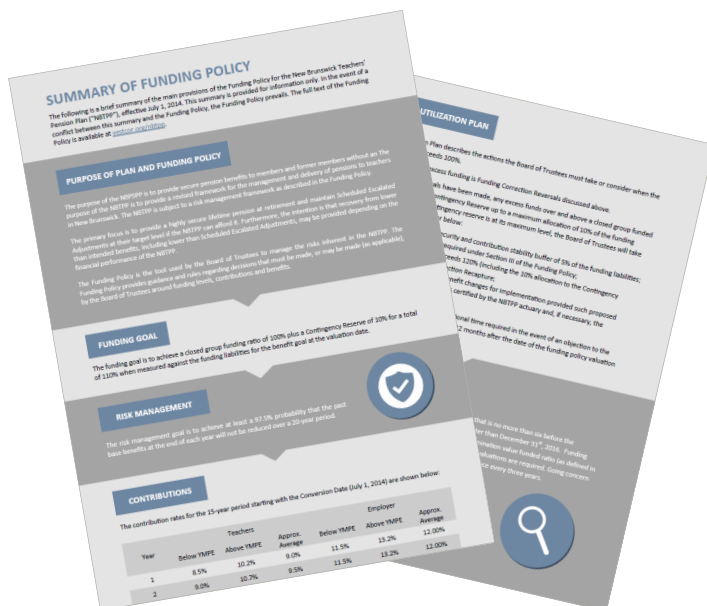 SUMMARY OF FUNDING POLICY
The following is a brief summary of the main provisions of the Funding Policy for the New Brunswick Teachers'
Pension Plan ("NBTPP"), effective July 1, 2014. This summary is provided for information only. In the event of a
conflict between this summary and the Funding Policy, the Funding Policy prevails. The full text of the Funding
Policy is available at vestcor.org/nbtpp.
PURPOSE OF PLAN AND FUNDING POLICY
The purpose of the NBPSPP is to provide secure pension benefits to members and former members without an The
purpose of the NBTPP is to provide a revised framework for the management and delivery of pensions to teachers
in New Brunswick. The NBTPP is subject to a risk management framework as described in the Funding Policy.
The primary focus is to provide a highly secure lifetime pension at retirement and maintain Scheduled Escalated
Adjustments at their target level if the NBTPP can afford it. Furthermore, the intention is that recovery from lower
than intended benefits, including lower than Scheduled Escalated Adjustments, may be provided depending on the
financial performance of the NBTPP.
The Funding Policy is the tool used by the Board of Trustees to manage the risks inherent in the NBTPP. The
Funding Policy provides guidance and rules regarding decisions that must be made, or may be made (as applicable),
by the Board of Trustees around funding levels, contributions and benefits.
FUNDING GOAL
The funding goal is to achieve a closed group funding ratio of 100% plus a Contingency Reserve of 10% for a total
of 110% when measured against the funding liabilities for the benefit goal at the valuation date.
RISK MANAGEMENT
The risk management goal is to achieve at least a 97.5% probability that the past
base benefits at the end of each year will not be reduced over a 20-year period.
CONTRIBUTIONS
The contribution rates for the 15-year period starting with the Conversion Date (July 1, 2014) are shown below:
Teachers Employer
Year Below YMPE Above YMPE Approx. Average Below YMPE Above YMPE Approx. Average
1 8.5% 10.2% 9.0% 11.5% 13.2% 12.00%
2 9.0% 10.7% 9.5% 11.5% 13.2% 12.00%
UTILIZATION PLAN
Plan describes the actions the Board of Trustees must take or consider when the
100%.
excess funding is Funding Correction Reversals discussed above.
have been made, any excess funds over and above a closed group funded
Contingency Reserve up to a maximum allocation of 10% of the funding
reserve is at its maximum level, the Board of Trustees will take
below:
security and contribution stability buffer of 5% of the funding liabilities;
required under Section III of the Funding Policy;
120% (including the 10% allocation to the Contingency
Recapture;
benefit changes for implementation provided such proposed
certified by the NBTPP actuary and, if necessary, the
time required in the event of an objection to the
months after the date of the funding policy valuation
that is no more than six before the
than December 31st, 2016. Funding
value funded ratio (as defined in
are required. Going concern
every three years.